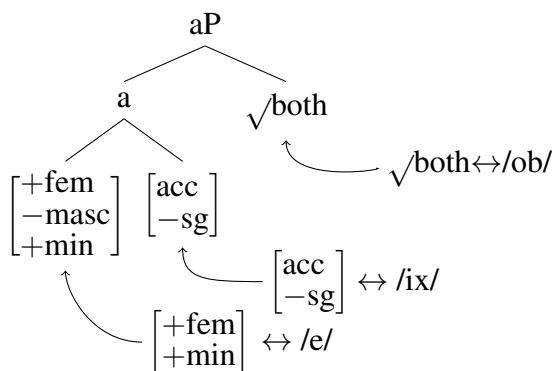 aP
a √both
[+fem −masc +min] [acc −sg] √both↔/ob/
[acc −sg] ↔ /ix/
[+fem +min] ↔ /e/